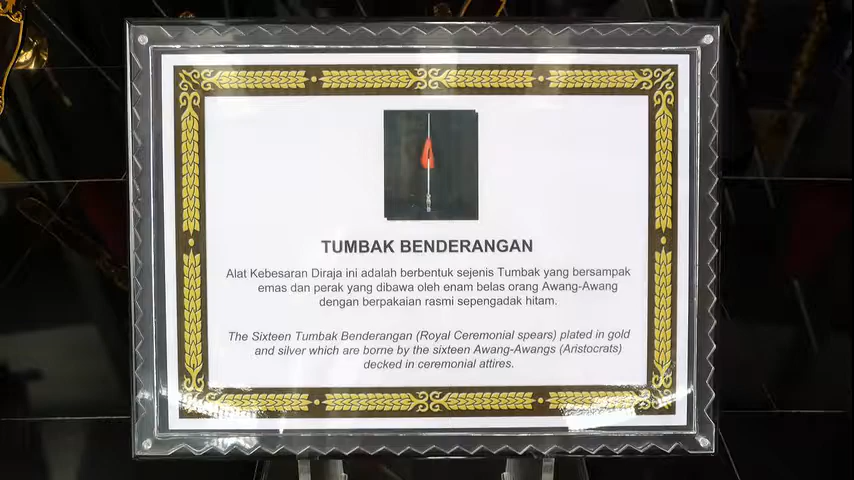 TUMBAK BENDERANGAN
Alat Kebesaran Diraja ini adalah berbentuk sejenis Tumbak yang bersampak
emas dan perak yang dibawa oleh enam belas orang Awang-Awang
dengan berpakaian rasmi sepengadak hitam.
The Sixteen Tumbak Benderangan (Royal Ceremonial spears) plated in gold
and silver which are borne by the sixteen Awang-Awangs (Aristocrats)
decked in ceremonial attires.